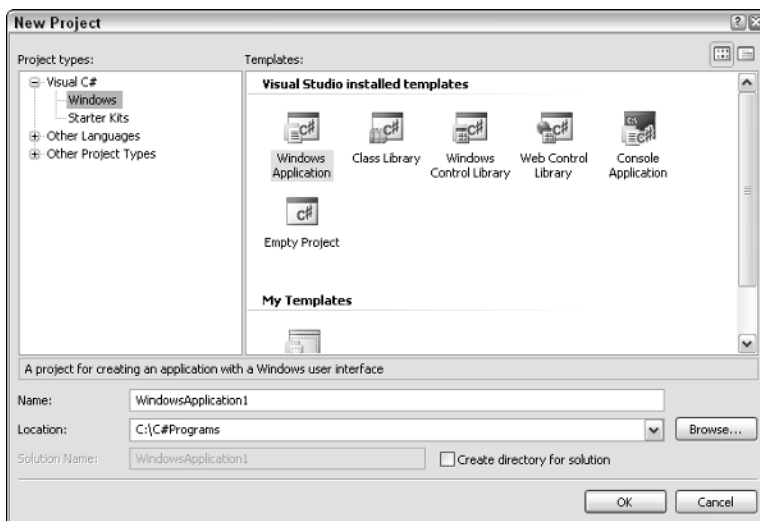 New Project
Project types:
Templates:
Visual C#
Windows
Starter Kits
Other Languages
Other Project Types
Visual Studio installed templates
Windows Application
Class Library
Windows Control Library
Web Control Library
Console Application
Empty Project
My Templates
A project for creating an application with a Windows user interface
Name: WindowsApplication1
Location: C:\C#Programs Browse...
Solution Name: WindowsApplication1 Create directory for solution
OK Cancel